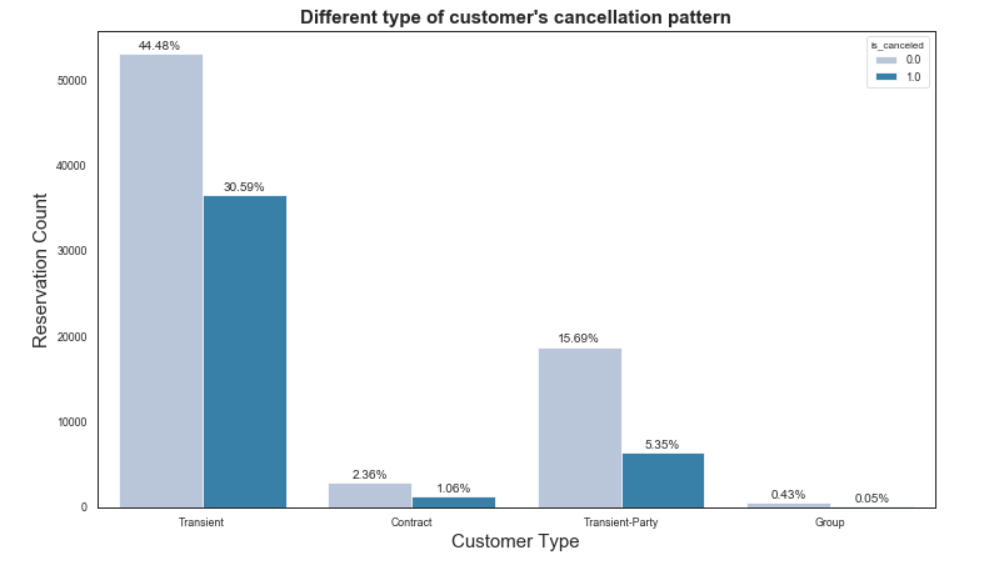 Different type of customer's cancellation pattern
is_canceled
0.0
1.0
44.48%
30.59%
2.36%
1.06%
15.69%
5.35%
0.43%
0.05%
50000
40000
30000
20000
10000
0
Reservation Count
Transient
Contract
Transient-Party
Group
Customer Type